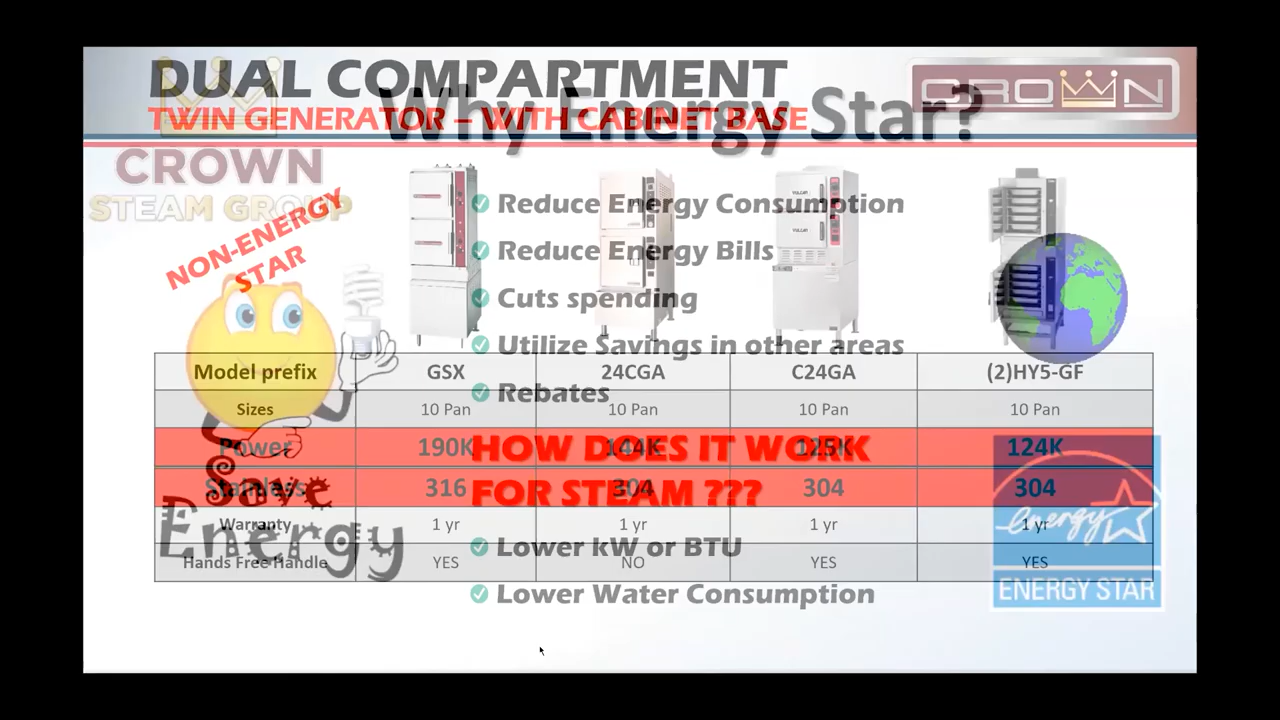 DUAL COMPARTMENT
TWIN GENERATOR – WITH CABINET BASE
CROWN
Why Energy Star?
CROWN
STEAM GROUP
NON-ENERGY
STAR
Reduce Energy Consumption
Reduce Energy Bills
Cuts spending
Utilize Savings in other areas
Rebates
HOW DOES IT WORK
FOR STEAM ???
Lower kW or BTU
Lower Water Consumption
VULCAN
VULCAN
Model prefix GSX 24CGA C24GA (2)HY5-GF
Sizes 10 Pan 10 Pan 10 Pan 10 Pan
Power 190K 144K 125K 124K
Stainless 316 304 304 304
Warranty 1 yr 1 yr 1 yr 1 yr
Hands Free Handle YES NO YES YES
Save
Energy
energy
ENERGY STAR